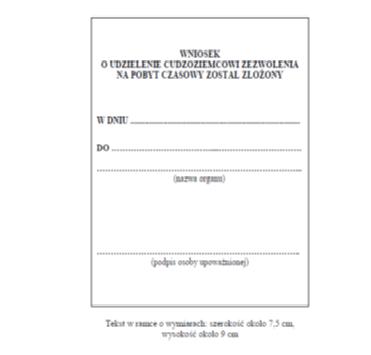 WNIOSEK
O UDZIELENIE CUDZOZIEMCOWI ZEZWOLENIA
NA POBYT CZASOWY ZOSTAŁ ZŁOŻONY
W DNIU ........................................................................
DO ................................................................................
......................................................................................
(nazwa organu)
......................................................................................
(podpis osoby upoważnionej)
Tekst w ramce o wymiarach: szerokość około 7,5 cm,
wysokość około 9 cm